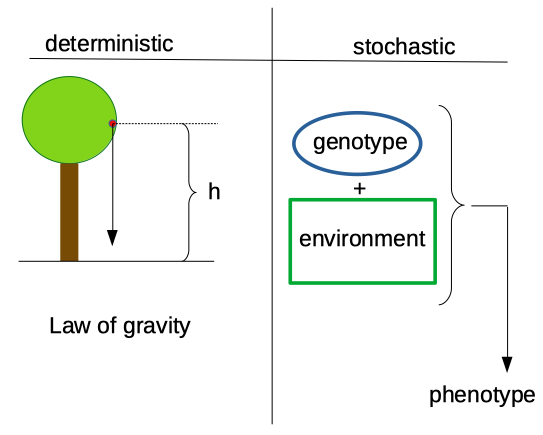 deterministic
h
Law of gravity
stochastic
genotype
+
environment
phenotype